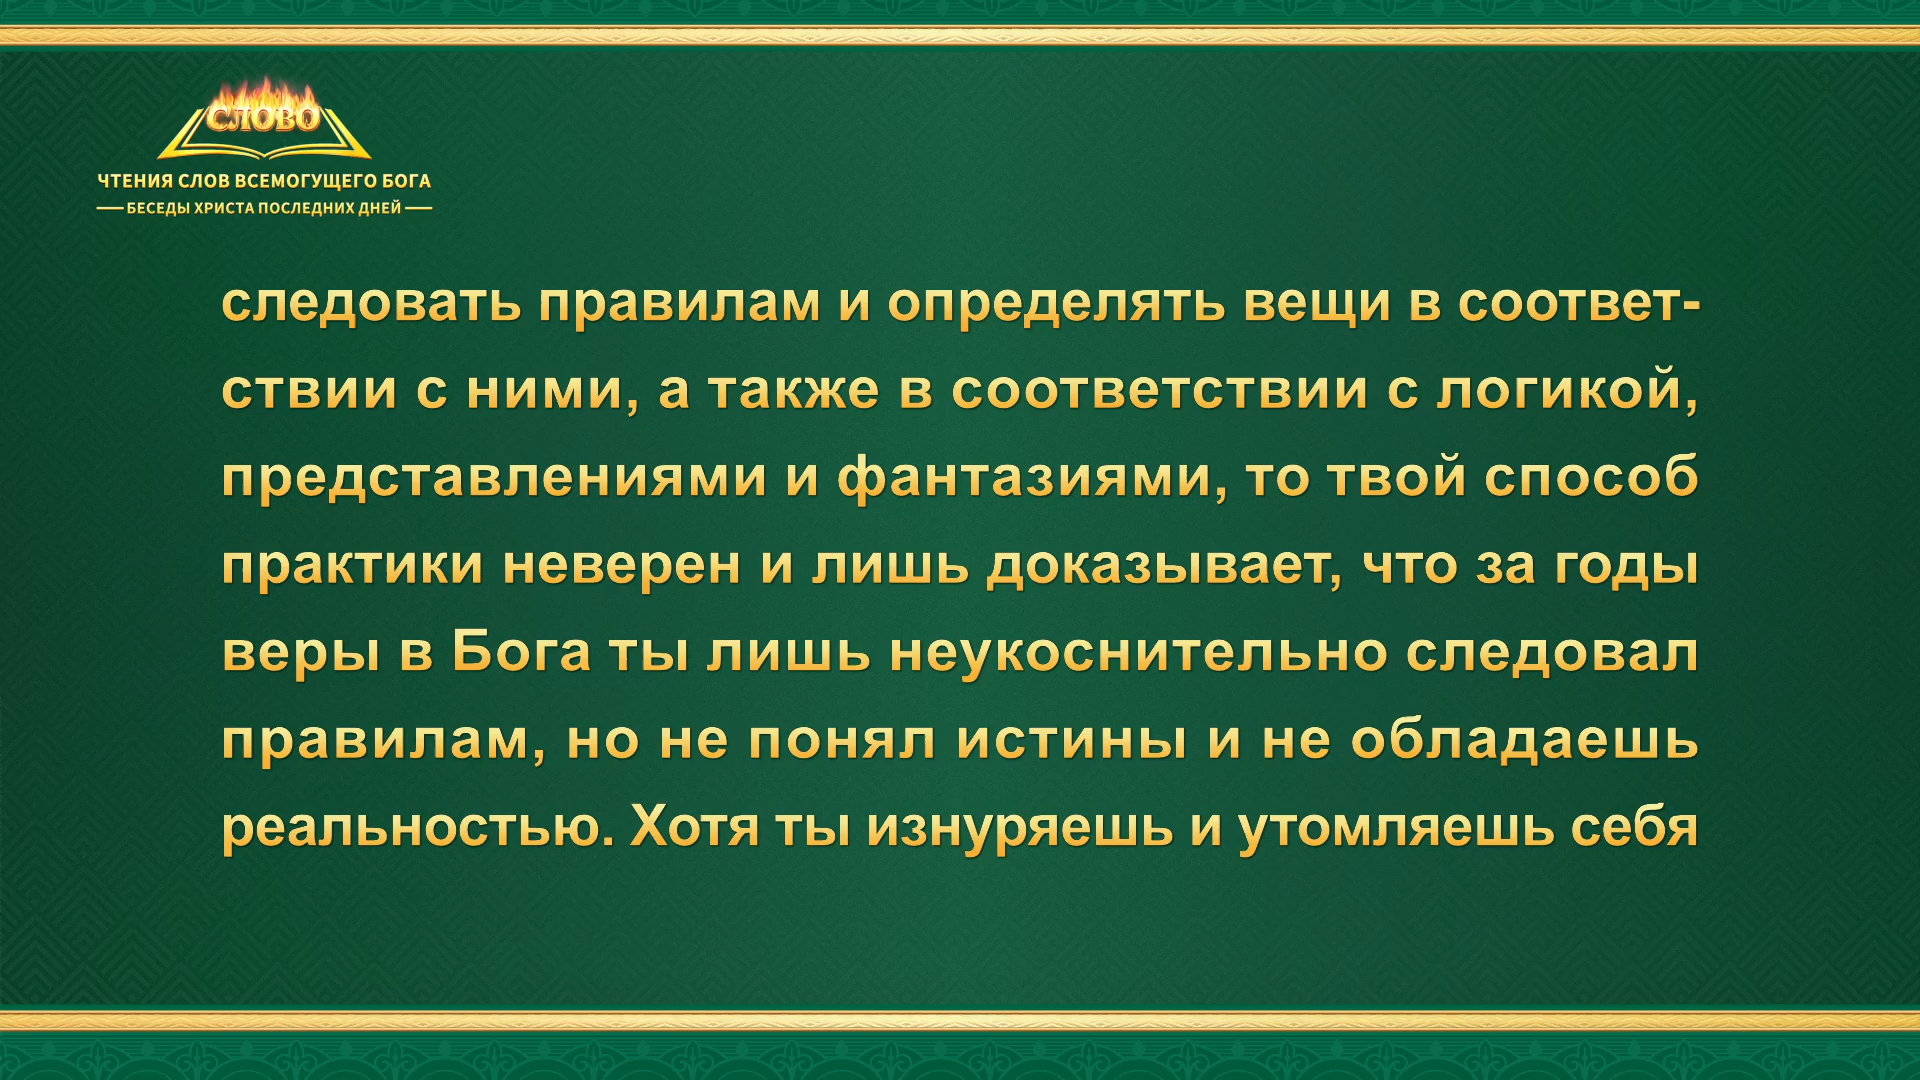 СЛОВО
ЧТЕНИЯ СЛОВ ВСЕМОГУЩЕГО БОГА
БЕСЕДЫ ХРИСТА ПОСЛЕДНИХ ДНЕЙ
следовать правилам и определять вещи в соответ-
ствии с ними, а также в соответствии с логикой,
представлениями и фантазиями, то твой способ
практики неверен и лишь доказывает, что за годы
веры в Бога ты лишь неукоснительно следовал
правилам, но не понял истины и не обладаешь
реальностью. Хотя ты изнуряешь и утомляешь себя